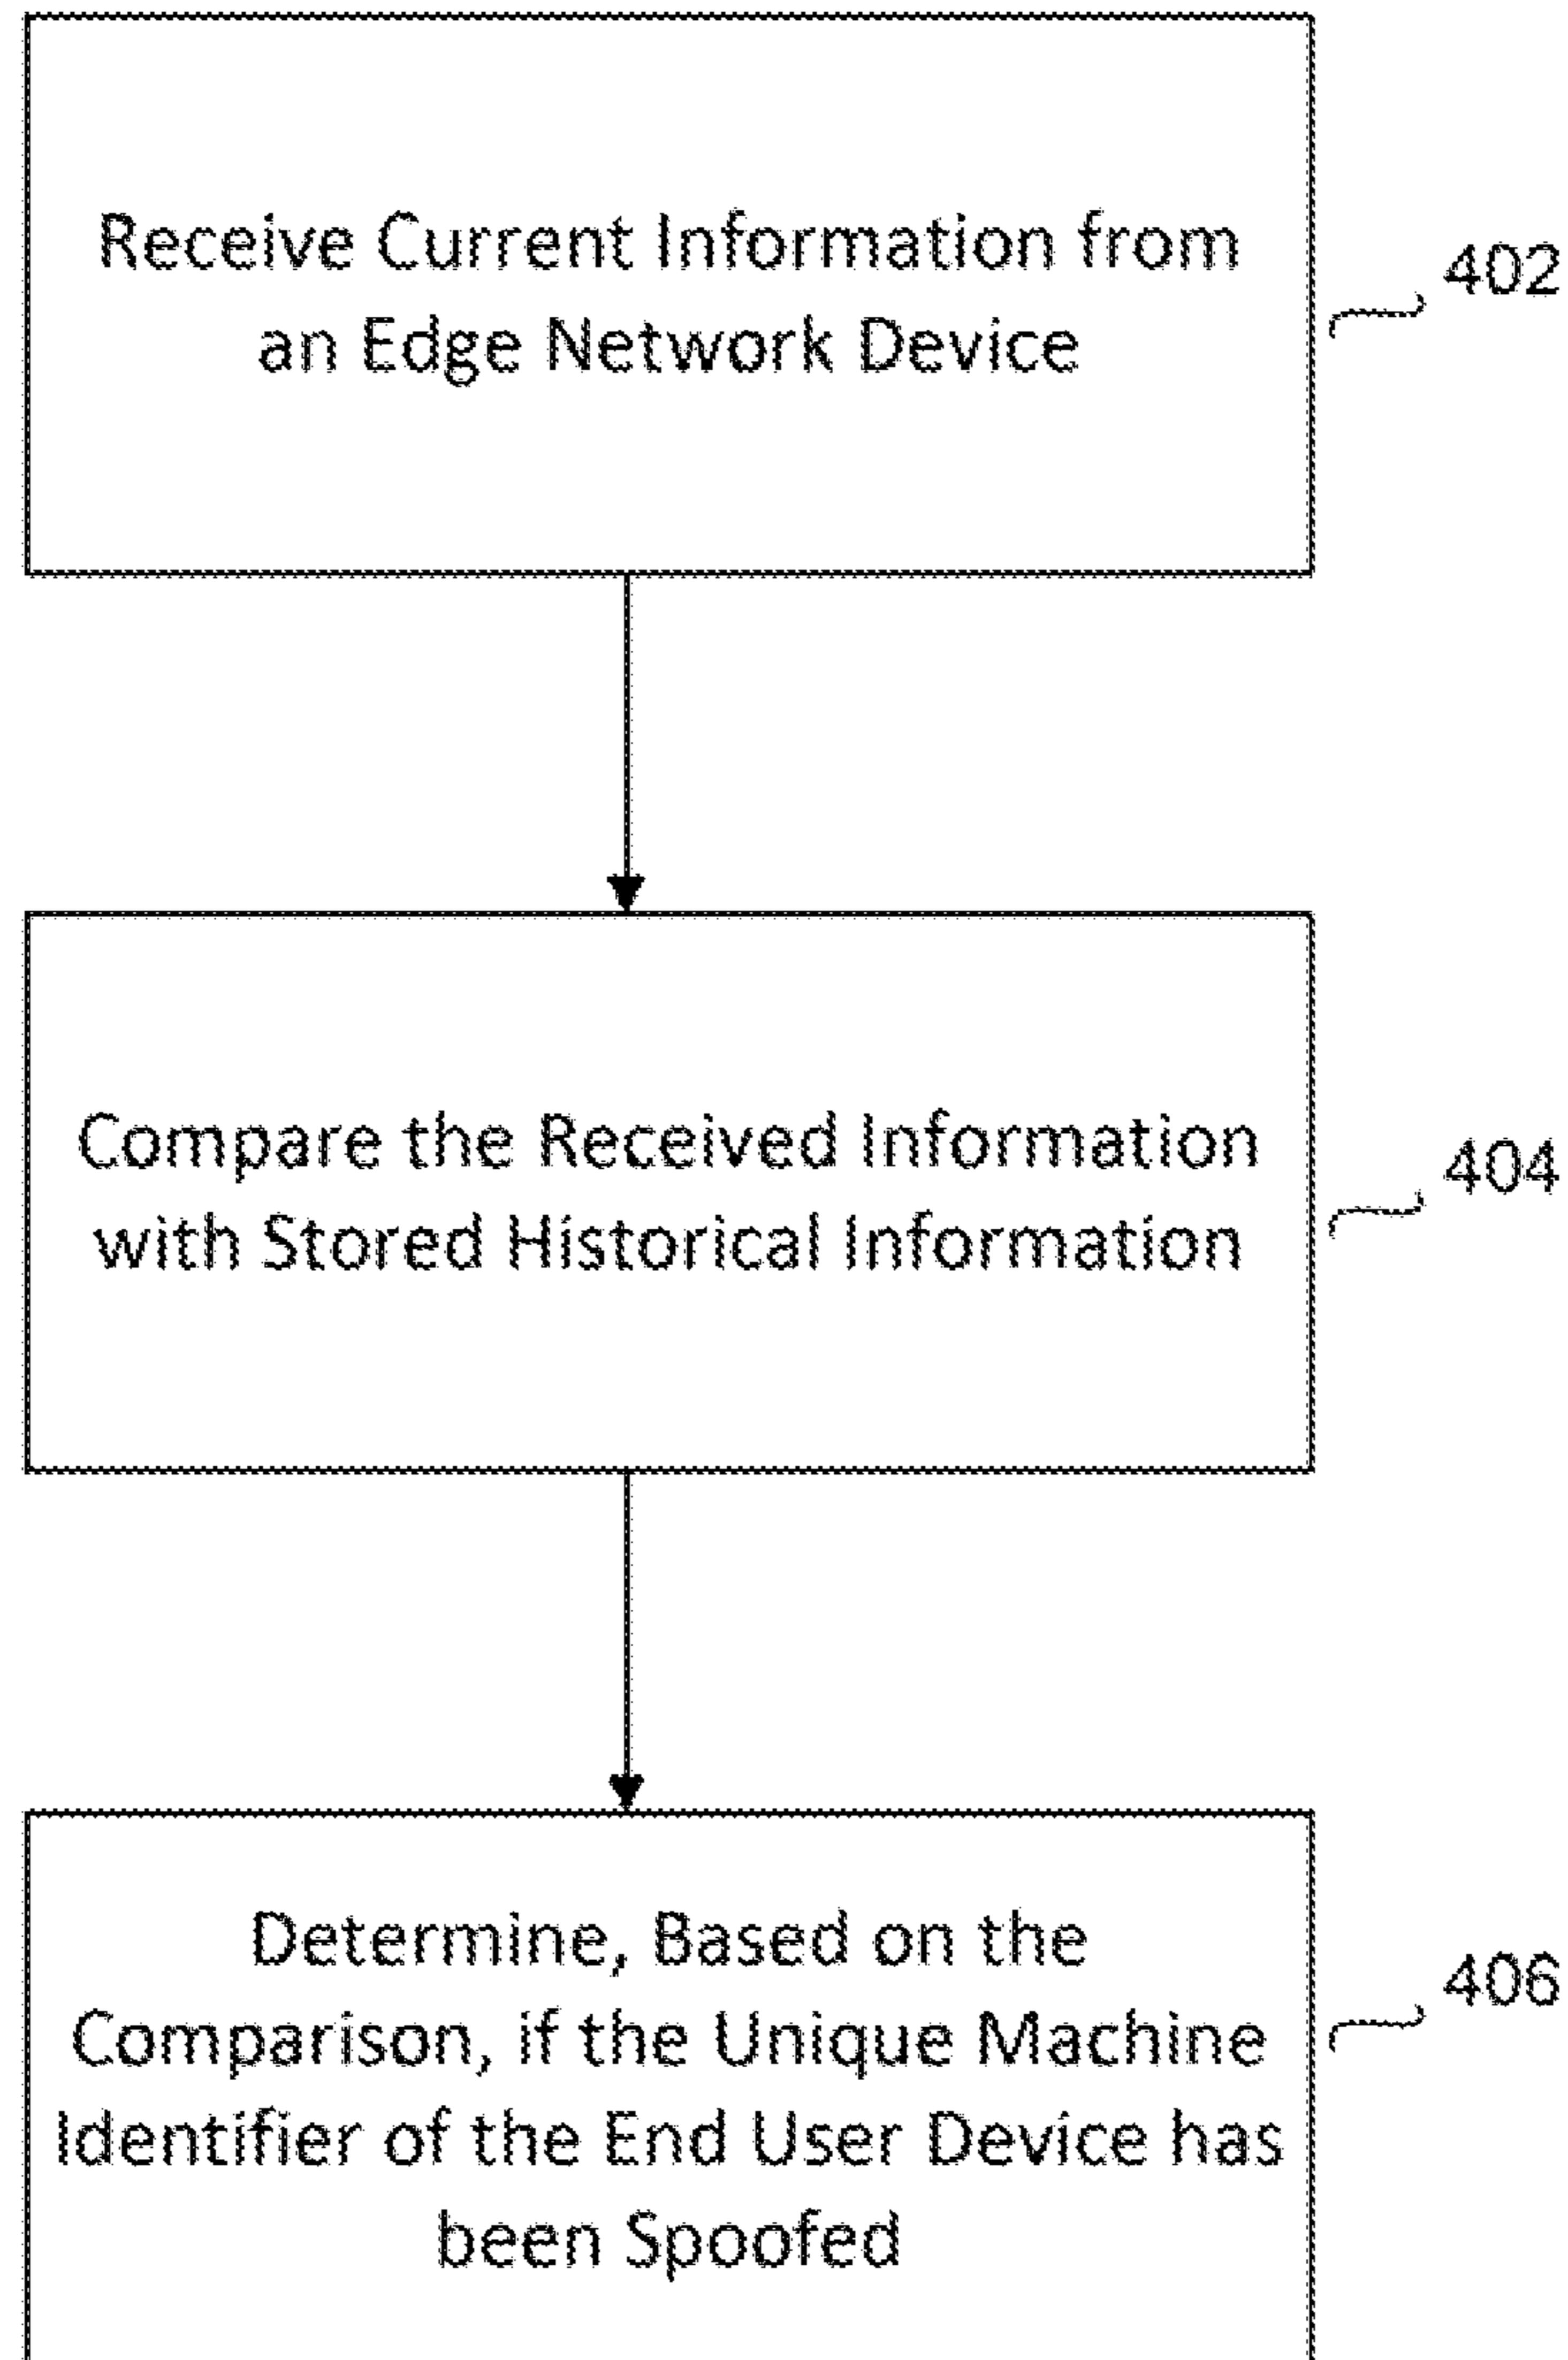 Receive Current Information from
an Edge Network Device
402
Compare the Received Information
with Stored Historical Information
404
Determine, Based on the
Comparison, if the Unique Machine
Identifier of the End User Device has
been Spoofed
406